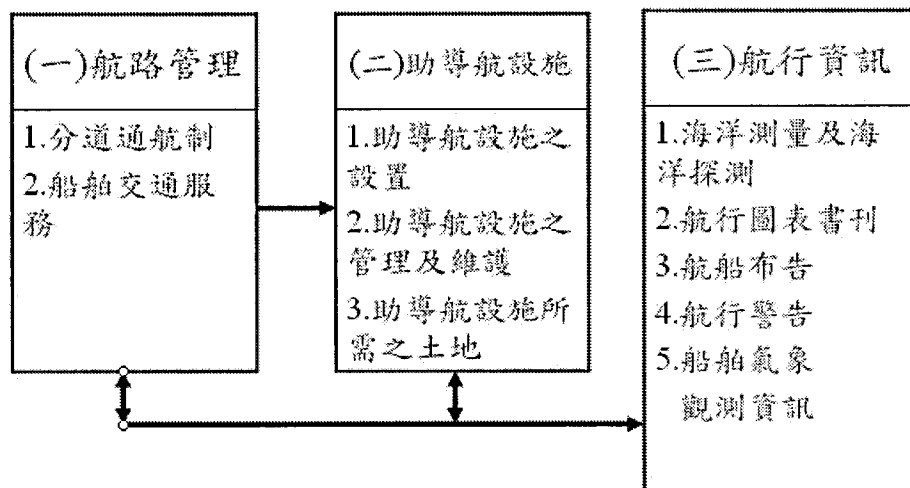 (一)航路管理
1.分道通航制
2.船舶交通服
務
(二)助導航設施
1.助導航設施之
設置
2.助導航設施之
管理及維護
3.助導航設施所
需之土地
(三)航行資訊
1.海洋測量及海
洋探測
2.航行圖表書刊
3.航船布告
4.航行警告
5.船舶氣象
觀測資訊